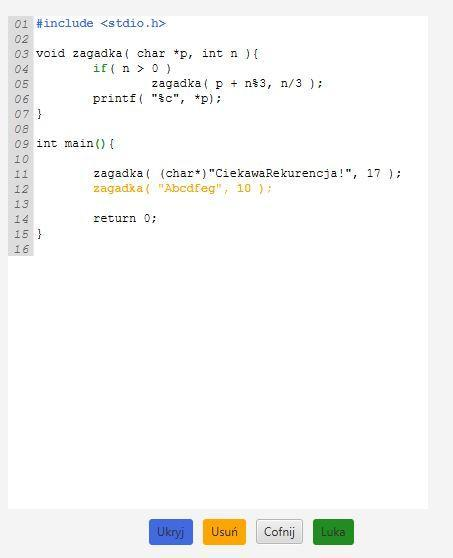 01 #include <stdio.h>
02
03 void zagadka( char *p, int n ){
04 if( n > 0 )
05 zagadka( p + n%3, n/3 );
06 printf( "%c", *p);
07 }
08
09 int main(){
10
11 zagadka( (char*)"CiekawaRekurencja!", 17 );
12 zagadka( "Abcdfeg", 10 );
13
14 return 0;
15 }
16
Ukryj Usuń Cofnij Luka